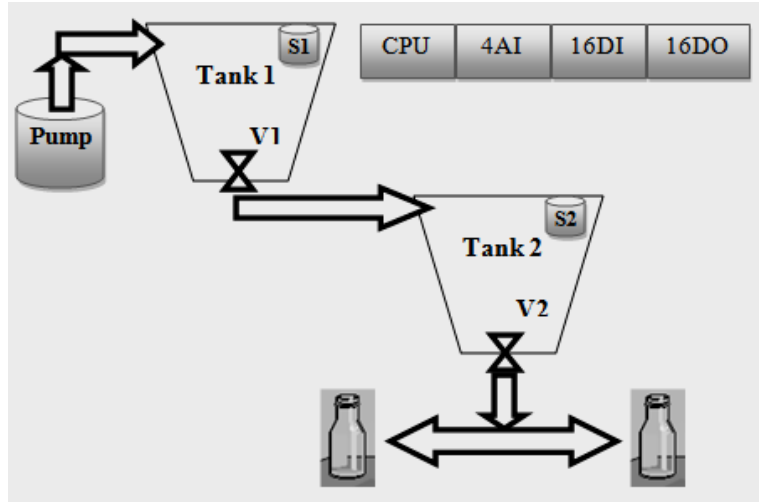 S1
CPU 4AI 16DI 16DO
Tank 1
Pump
V1
S2
Tank 2
V2